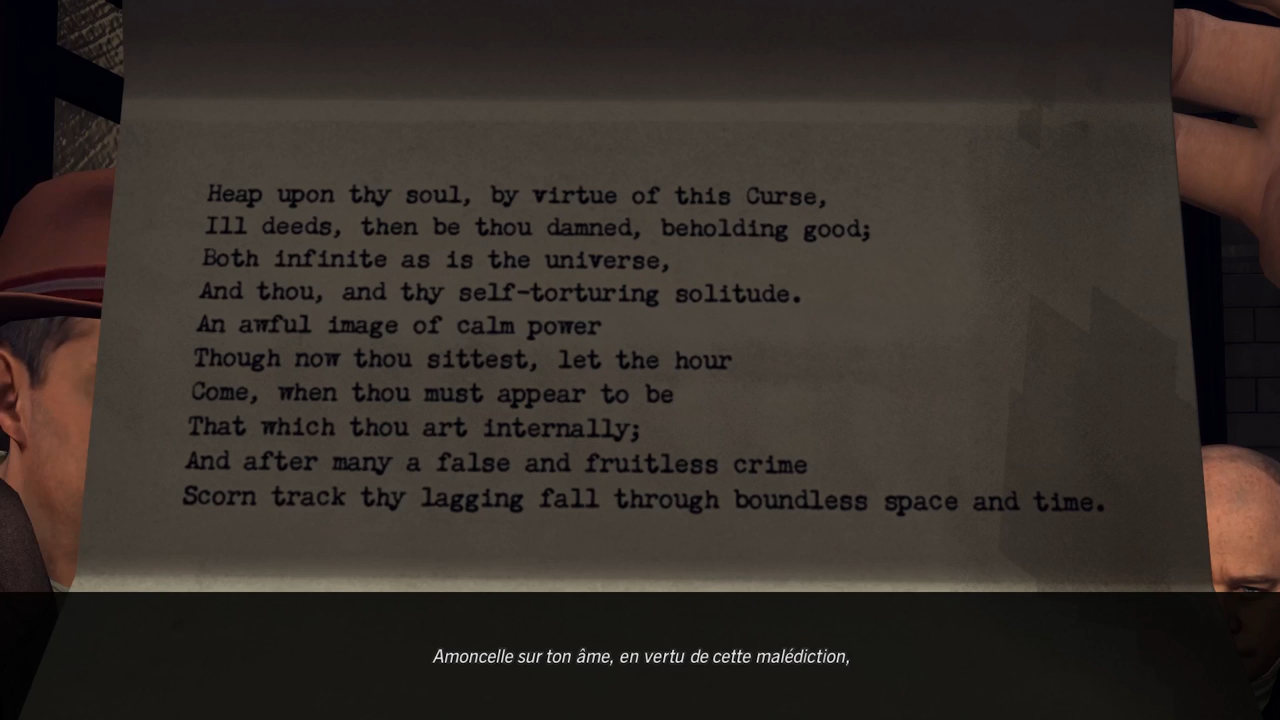 Heap upon thy soul, by virtue of this Curse,
Ill deeds, then be thou damned, beholding good;
Both infinite as is the universe,
And thou, and thy self-torturing solitude.
An awful image of calm power
Though now thou sittest, let the hour
Come, when thou must appear to be
That which thou art internally;
And after many a false and fruitless crime
Scorn track thy lagging fall through boundless space and time.
Amoncelle sur ton âme, en vertu de cette malédiction,